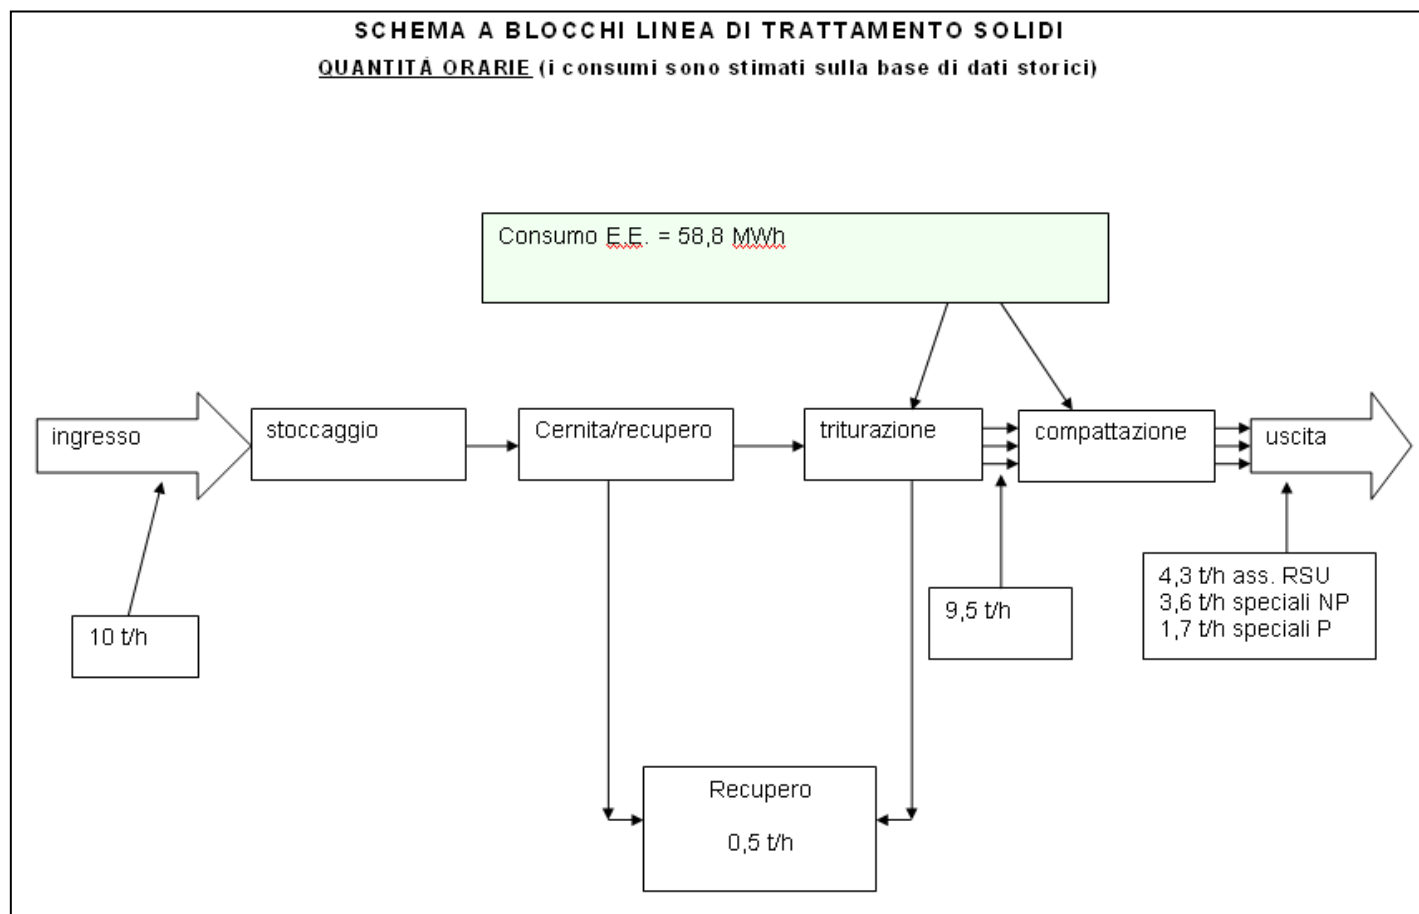 SCHEMA A BLOCCHI LINEA DI TRATTAMENTO SOLIDI
QUANTITÀ ORARIE (i consumi sono stimati sulla base di dati storici)
Consumo E.E. = 58,8 MWh
ingresso
stoccaggio
Cernita/recupero
triturazione
compattazione
uscita
10 t/h
9,5 t/h
4,3 t/h ass. RSU
3,6 t/h speciali NP
1,7 t/h speciali P
Recupero
0,5 t/h